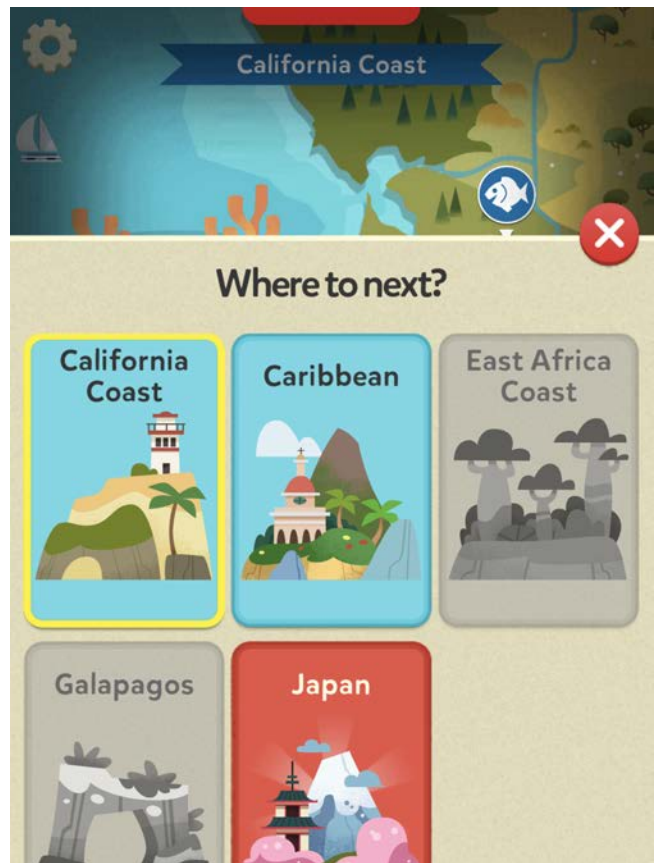 California Coast
Where to next?
California
Coast
Caribbean
East Africa
Coast
Galapagos
Japan